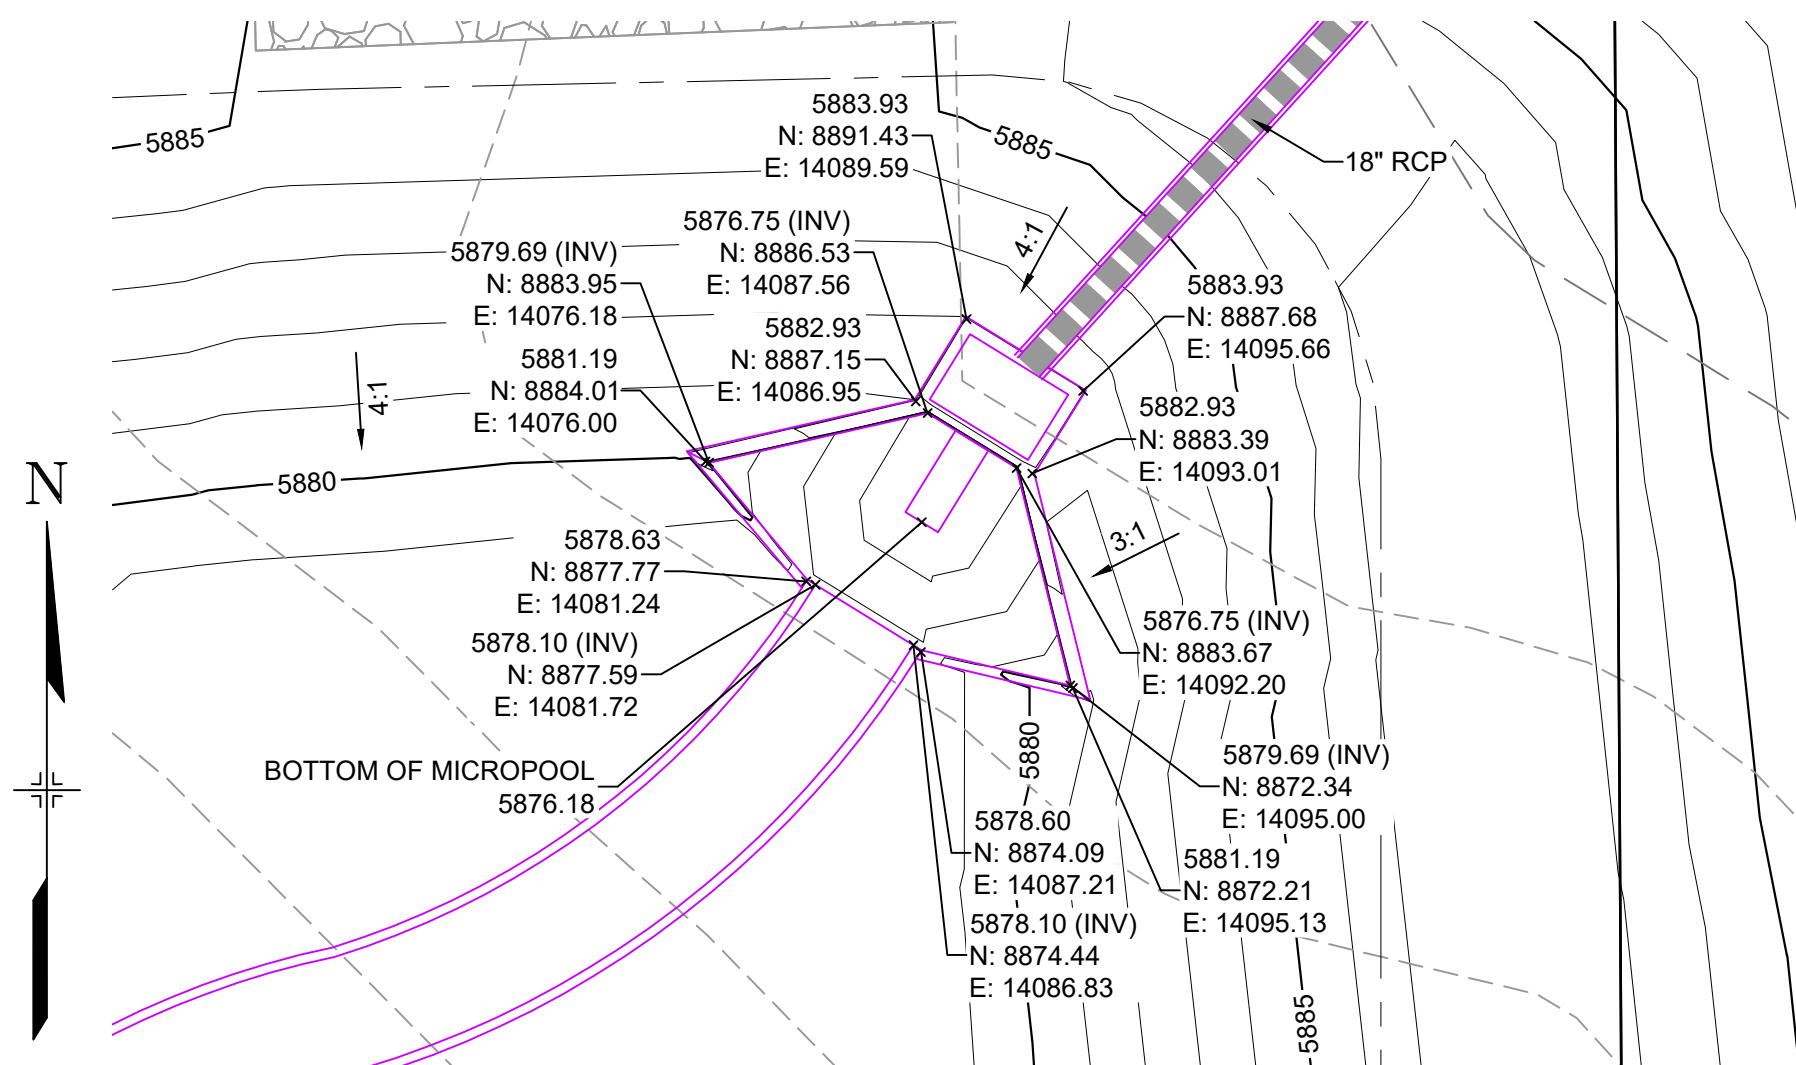 5883.93
N: 8891.43
E: 14089.59
5885
5885
18" RCP
5876.75 (INV)
N: 8886.53
E: 14087.56
4:1
5879.69 (INV)
N: 8883.95
E: 14076.18
5883.93
N: 8887.68
E: 14095.66
5882.93
N: 8887.15
E: 14086.95
5881.19
N: 8884.01
E: 14076.00
4:1
5882.93
N: 8883.39
E: 14093.01
N
5880
3:1
5878.63
N: 8877.77
E: 14081.24
5876.75 (INV)
N: 8883.67
E: 14092.20
5878.10 (INV)
N: 8877.59
E: 14081.72
5880
BOTTOM OF MICROPOOL
5876.18
5879.69 (INV)
N: 8872.34
E: 14095.00
5878.60
N: 8874.09
E: 14087.21
5881.19
N: 8872.21
E: 14095.13
5878.10 (INV)
N: 8874.44
E: 14086.83
5885